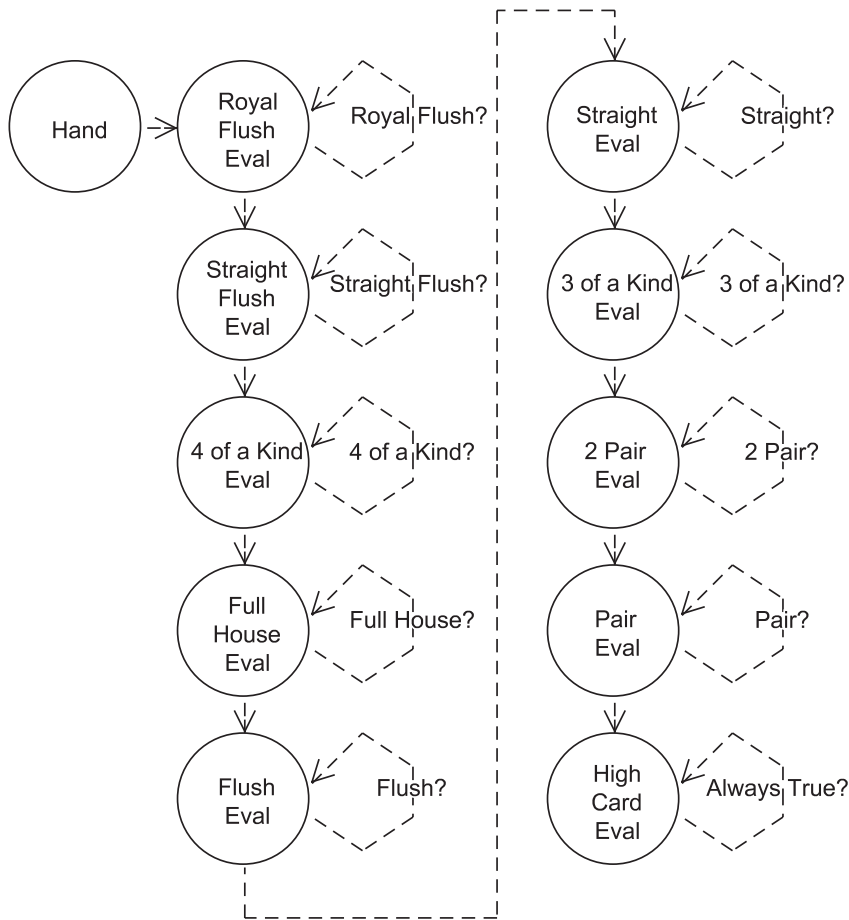 Hand
Royal
Flush
Eval
Royal Flush?
Straight
Flush
Eval
Straight Flush?
4 of a Kind
Eval
4 of a Kind?
Full
House
Eval
Full House?
Flush
Eval
Flush?
Straight
Eval
Straight?
3 of a Kind
Eval
3 of a Kind?
2 Pair
Eval
2 Pair?
Pair
Eval
Pair?
High
Card
Eval
Always True?